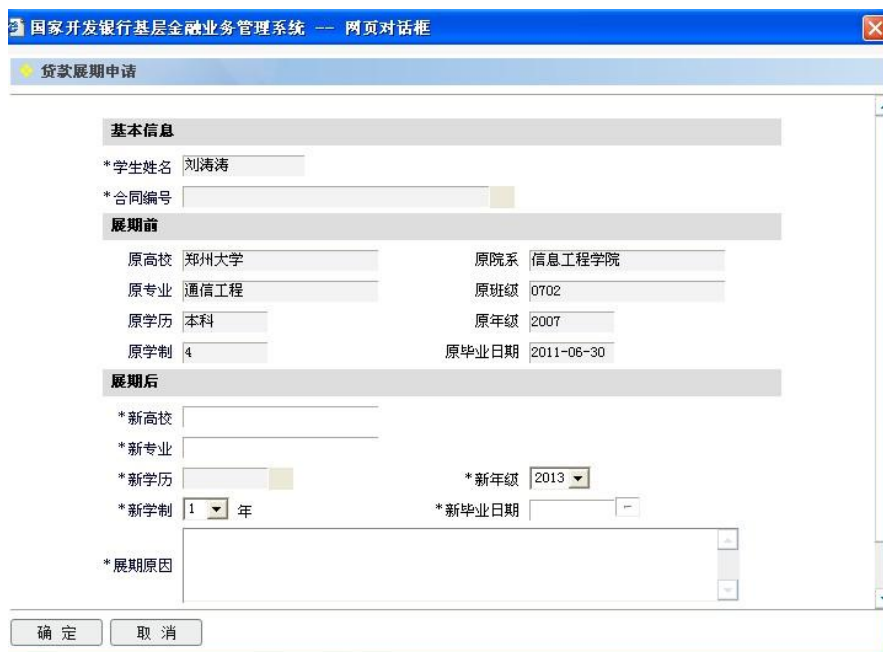 国家开发银行基层金融业务管理系统 -- 网页对话框
贷款展期申请
基本信息
*学生姓名 刘涛涛
*合同编号
展期前
原高校 郑州大学 原院系 信息工程学院
原专业 通信工程 原班级 0702
原学历 本科 原年级 2007
原学制 4 原毕业日期 2011-06-30
展期后
*新高校
*新专业
*新学历 *新年级 2013
*新学制 1 年 *新毕业日期
*展期原因
确 定 取 消